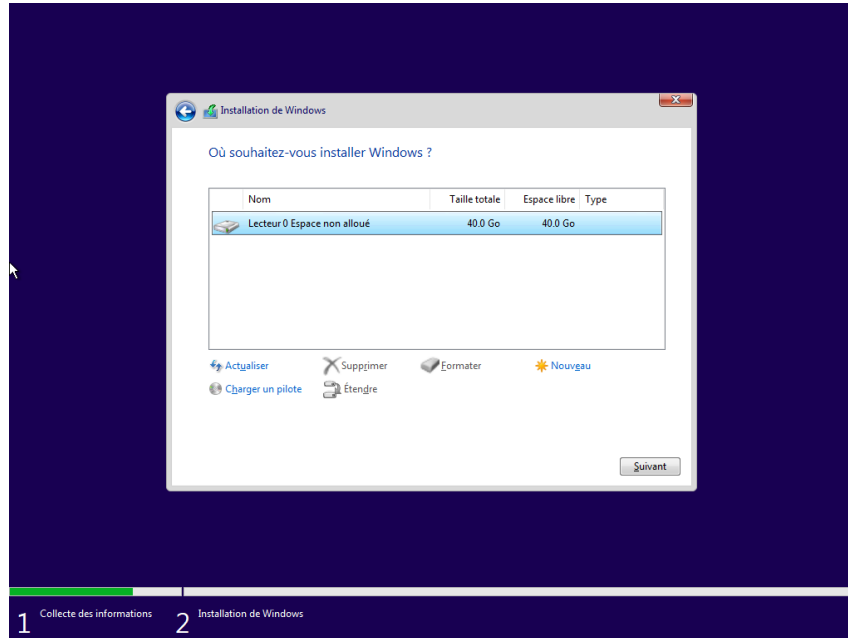 Installation de Windows
Où souhaitez-vous installer Windows ?
Nom Taille totale Espace libre Type
Lecteur 0 Espace non alloué 40.0 Go 40.0 Go
Actualiser Supprimer Formater Nouveau
Charger un pilote Étendre
Suivant
1 Collecte des informations 2 Installation de Windows